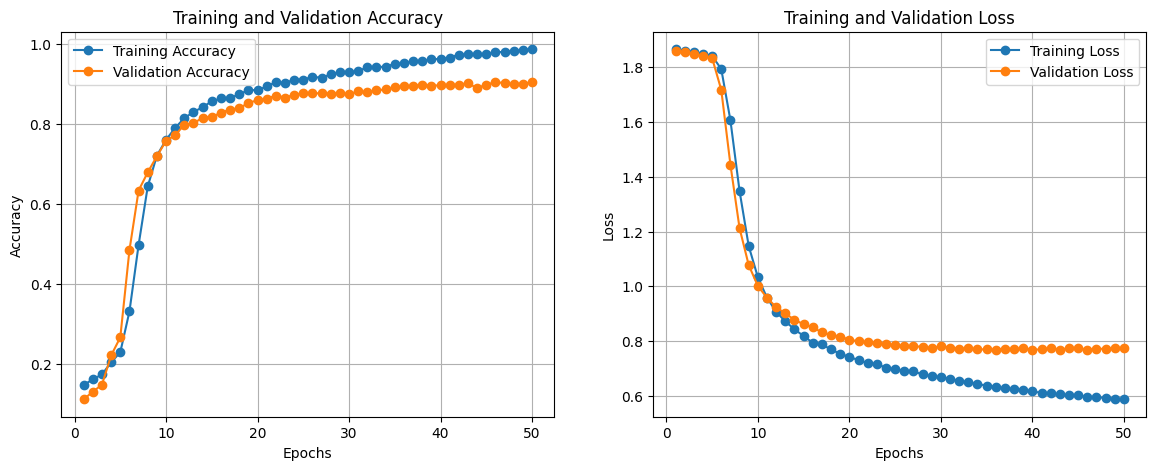 Training and Validation Accuracy
Training Accuracy
Validation Accuracy
1.0
0.8
0.6
0.4
0.2
Accuracy
0 10 20 30 40 50
Epochs
Training and Validation Loss
Training Loss
Validation Loss
1.8
1.6
1.4
1.2
1.0
0.8
0.6
Loss
0 10 20 30 40 50
Epochs